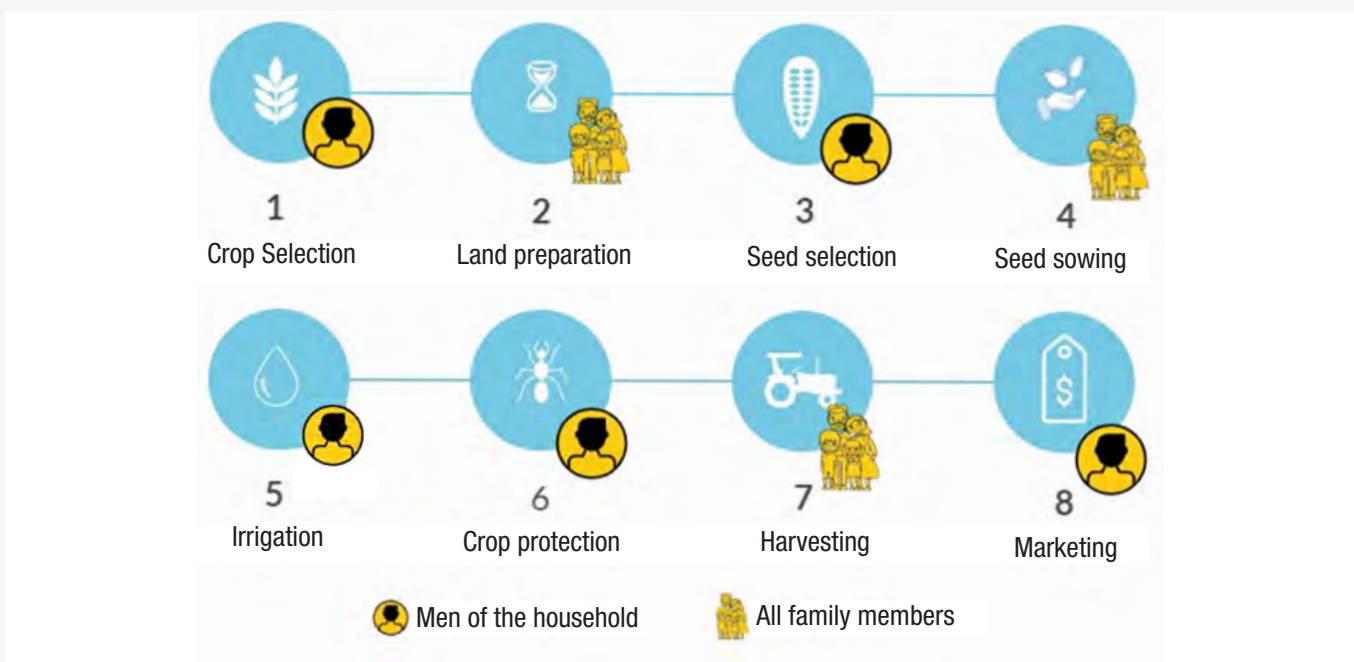 1
2
3
4
Crop Selection
Land preparation
Seed selection
Seed sowing
5
6
7
8
Irrigation
Crop protection
Harvesting
Marketing
$
Men of the household
All family members